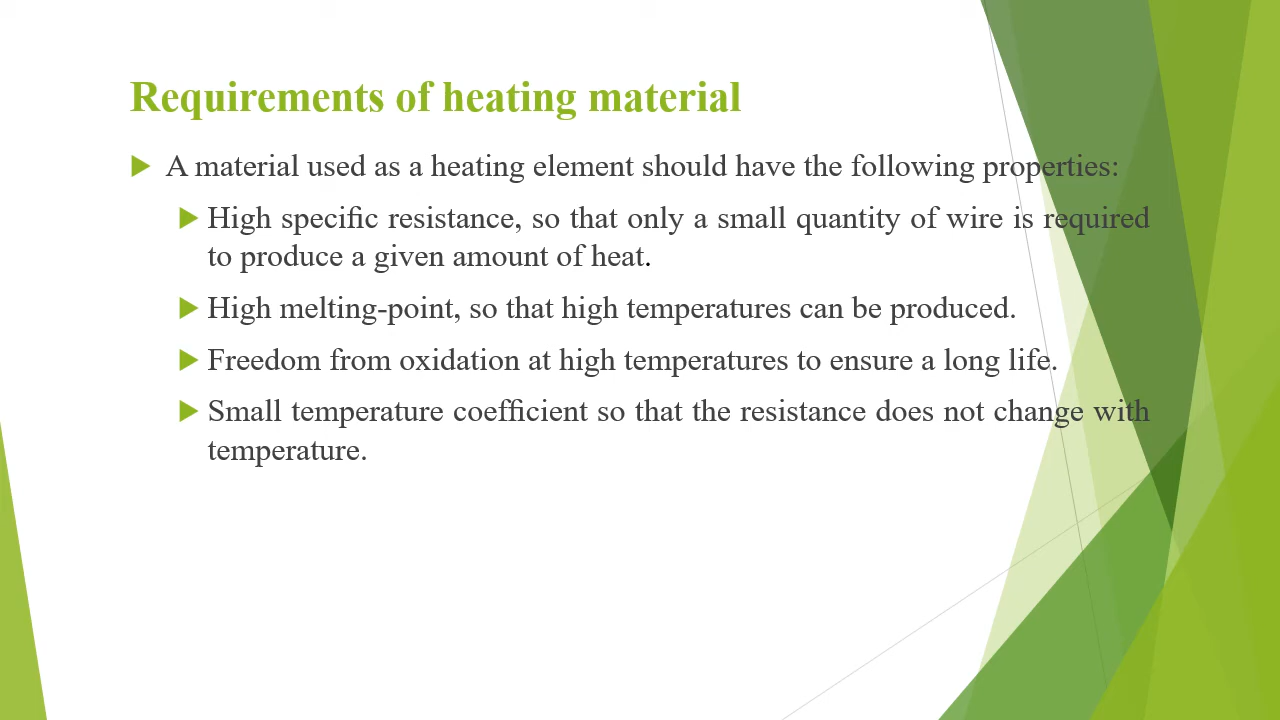 Requirements of heating material
A material used as a heating element should have the following properties:
High specific resistance, so that only a small quantity of wire is required
to produce a given amount of heat.
High melting-point, so that high temperatures can be produced.
Freedom from oxidation at high temperatures to ensure a long life.
Small temperature coefficient so that the resistance does not change with
temperature.